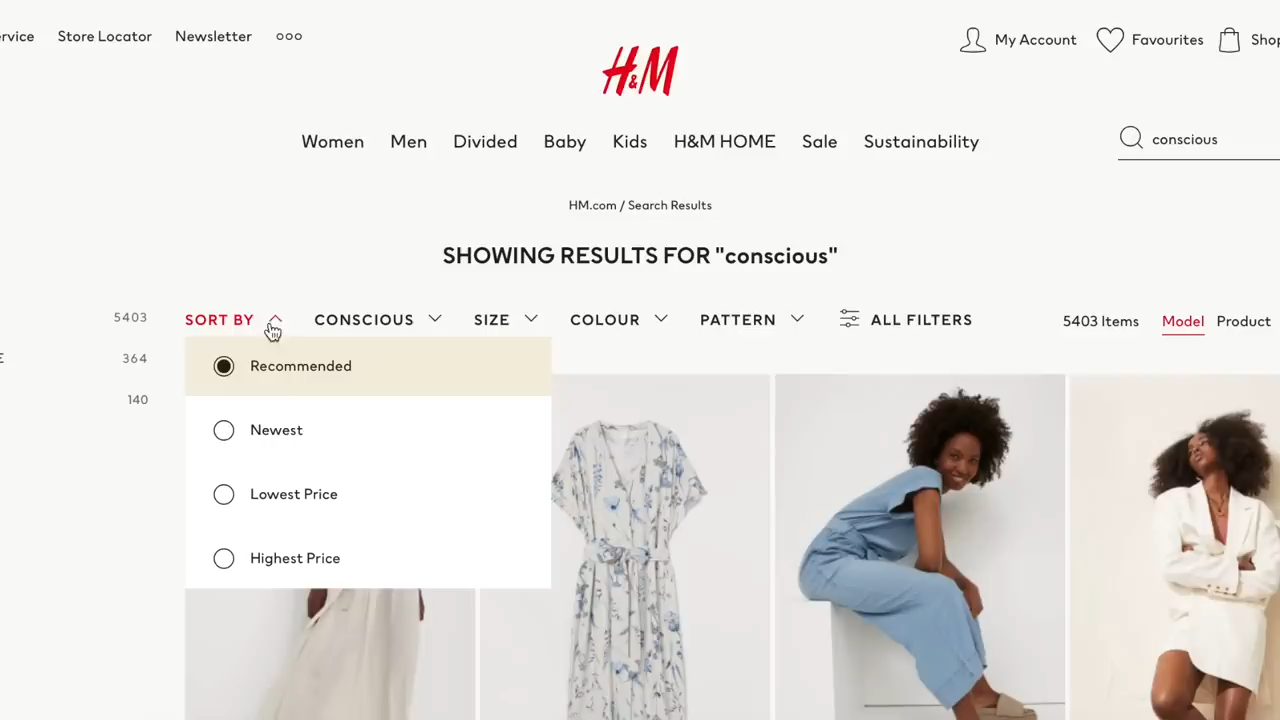 ervice Store Locator Newsletter
My Account Favourites Shop
H&M
Women Men Divided Baby Kids H&M HOME Sale Sustainability
conscious
HM.com / Search Results
SHOWING RESULTS FOR "conscious"
5403
SORT BY CONSCIOUS SIZE COLOUR PATTERN ALL FILTERS
5403 Items Model Product
E 364
140
Recommended
Newest
Lowest Price
Highest Price